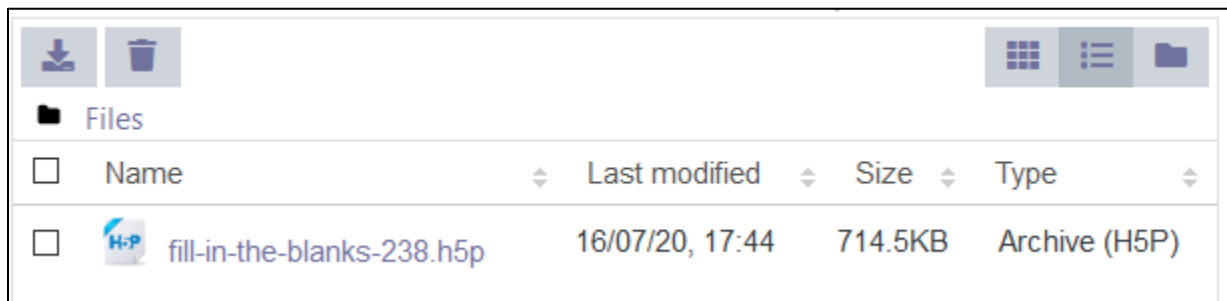 Files
Name Last modified Size Type
H5P fill-in-the-blanks-238.h5p 16/07/20, 17:44 714.5KB Archive (H5P)